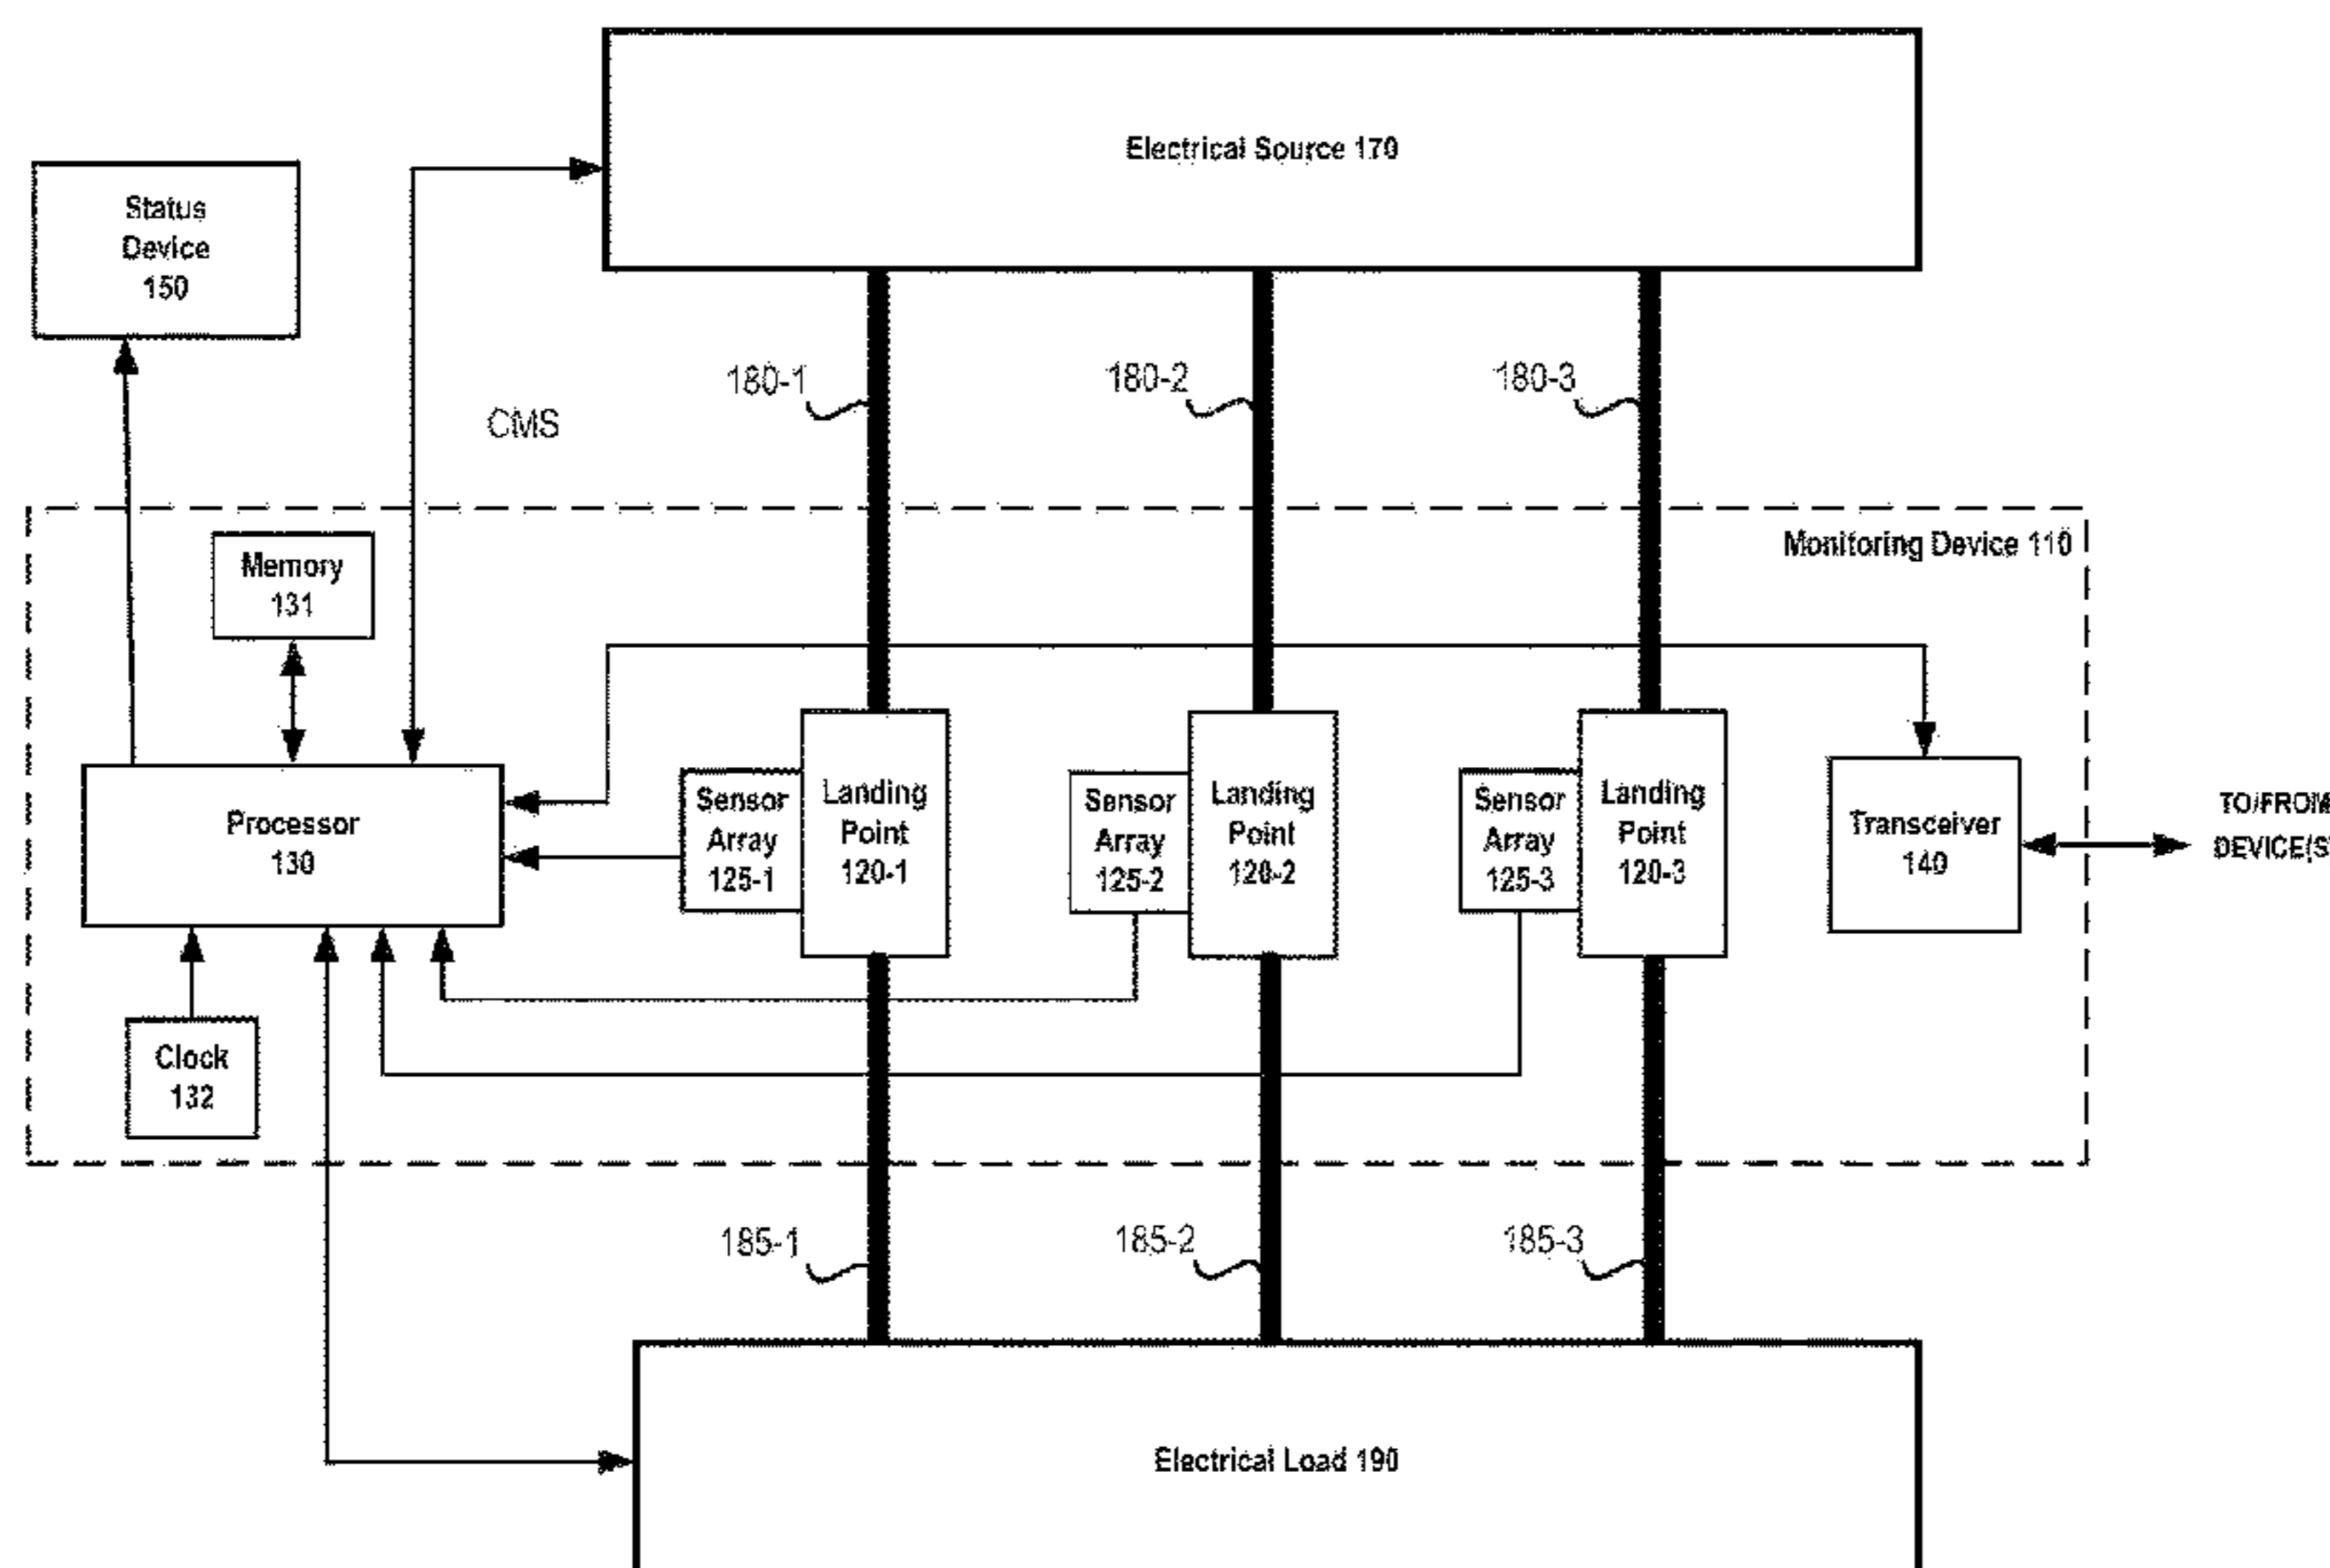 Electrical Source 170
Status
Device
150
180-1
180-2
180-3
CMS
Monitoring Device 110
Memory
131
Processor
130
Sensor
Array
125-1
Landing
Point
120-1
Sensor
Array
125-2
Landing
Point
120-2
Sensor
Array
125-3
Landing
Point
120-3
Transceiver
140
TO/FROM
DEVICE(S
Clock
132
185-1
185-2
185-3
Electrical Load 190